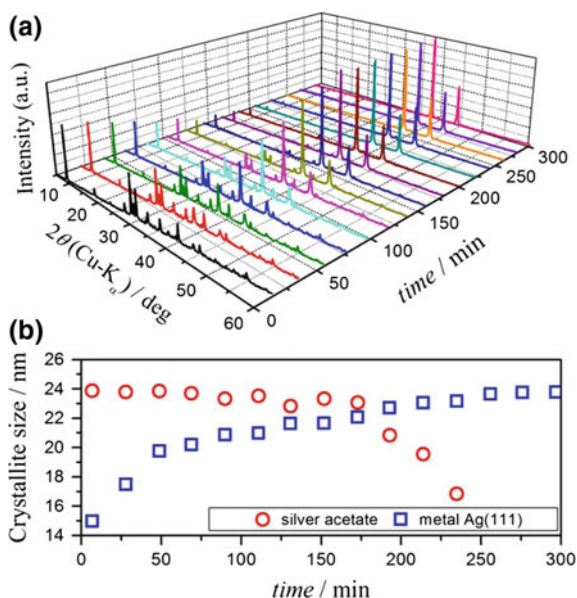 (a)
Intensity (a.u.)
10
20
30
40
50
60
2θ(Cu-Kα) / deg
0
50
100
150
200
250
300
time / min
(b)
Crystallite size / nm
26
24
22
20
18
16
14
silver acetate metal Ag(111)
0 50 100 150 200 250 300
time / min